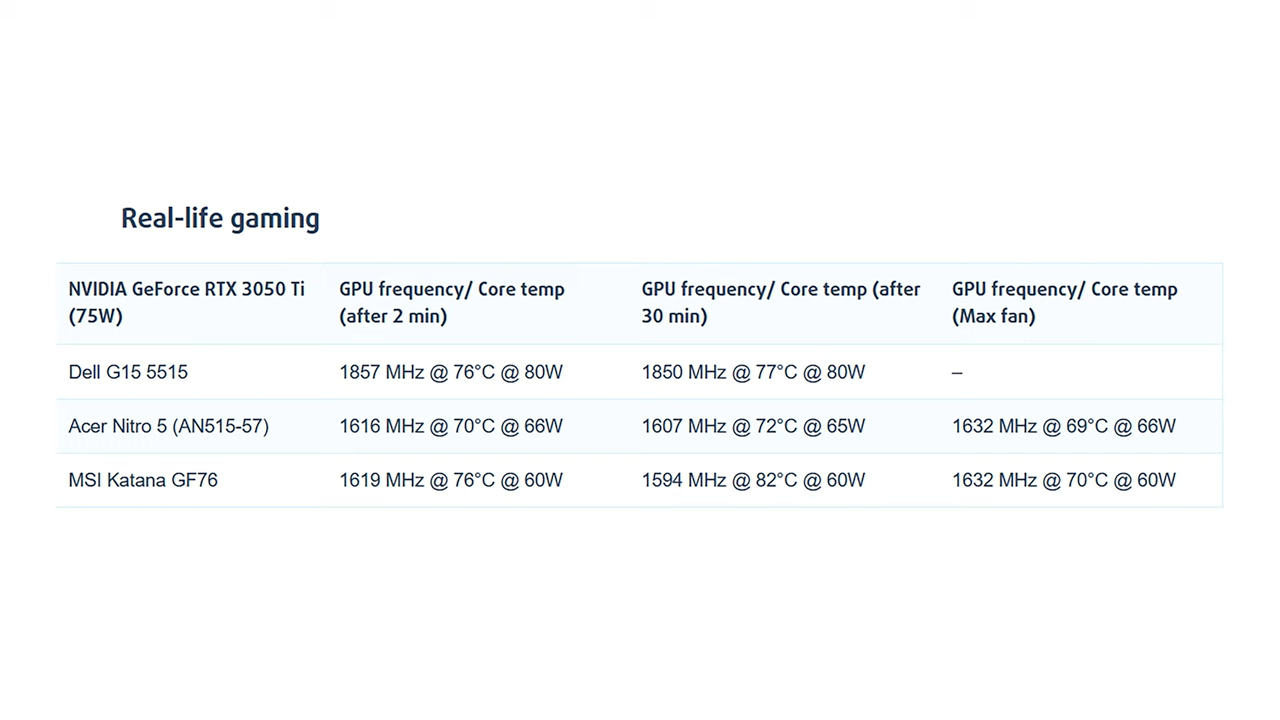 Real-life gaming
NVIDIA GeForce RTX 3050 Ti (75W) GPU frequency/ Core temp (after 2 min) GPU frequency/ Core temp (after 30 min) GPU frequency/ Core temp (Max fan)
Dell G15 5515 1857 MHz @ 76°C @ 80W 1850 MHz @ 77°C @ 80W –
Acer Nitro 5 (AN515-57) 1616 MHz @ 70°C @ 66W 1607 MHz @ 72°C @ 65W 1632 MHz @ 69°C @ 66W
MSI Katana GF76 1619 MHz @ 76°C @ 60W 1594 MHz @ 82°C @ 60W 1632 MHz @ 70°C @ 60W